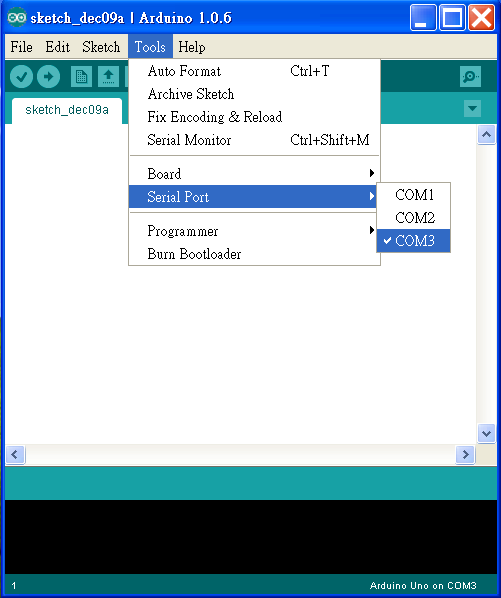 sketch_dec09a | Arduino 1.0.6
File Edit Sketch Tools Help
sketch_dec09a
Auto Format Ctrl+T
Archive Sketch
Fix Encoding & Reload
Serial Monitor Ctrl+Shift+M
Board
Serial Port
Programmer
Burn Bootloader
COM1
COM2
COM3
1 Arduino Uno on COM3